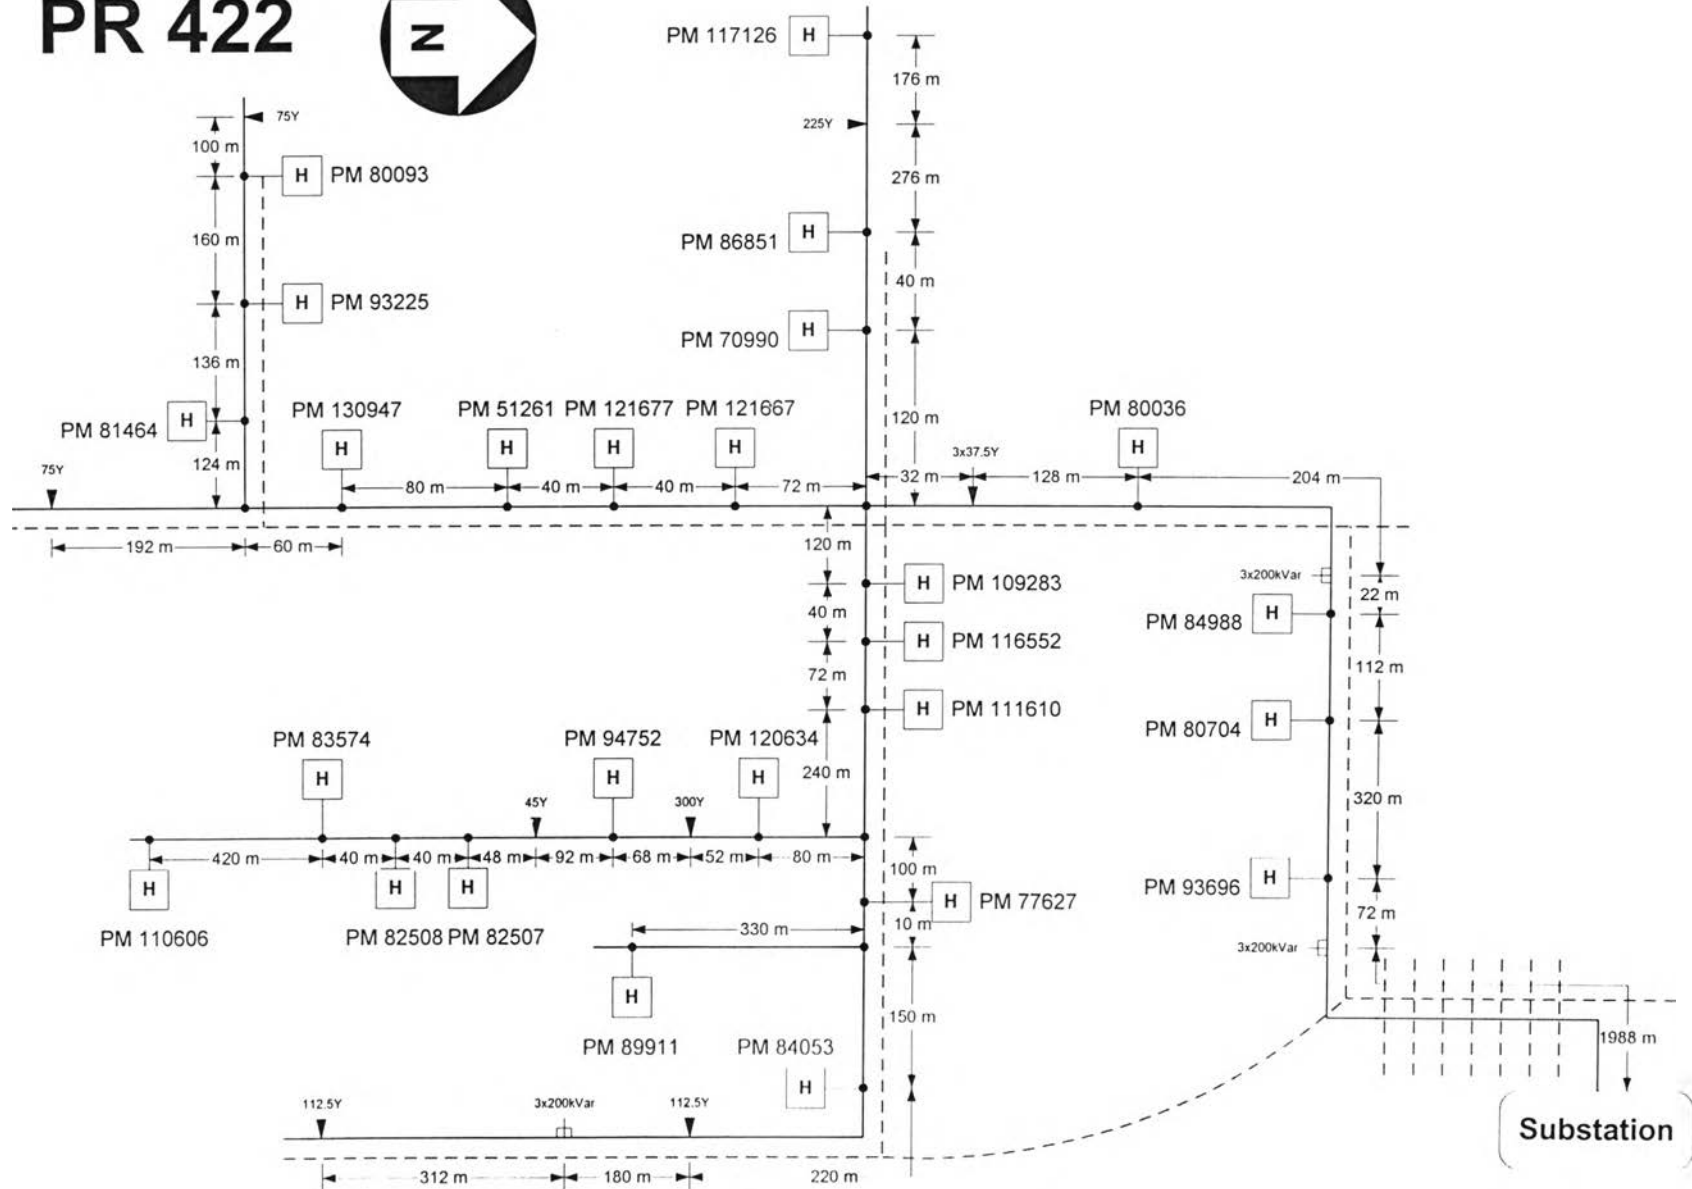 PR 422
N
PM 117126 H
176 m
75Y
225Y
100 m
H PM 80093
276 m
160 m
PM 86851 H
40 m
H PM 93225
PM 70990 H
136 m
PM 130947 PM 51261 PM 121677 PM 121667 PM 80036
120 m
PM 81464 H
H H H H H
124 m
75Y
3x37.5Y
80 m 40 m 40 m 72 m 32 m 128 m 204 m
192 m 60 m
120 m
3x200kVar
H PM 109283
22 m
40 m
PM 84988 H
H PM 116552
72 m
112 m
H PM 111610
PM 80704 H
PM 83574 PM 94752 PM 120634
H H H
240 m
45Y 300Y
320 m
420 m 40 m 40 m 48 m 92 m 68 m 52 m 80 m
100 m
H H H
PM 93696 H
H PM 77627
72 m
10 m
330 m
PM 110606 PM 82508 PM 82507
3x200kVar
H
150 m
1988 m
PM 89911 PM 84053
H
112.5Y 3x200kVar 112.5Y
Substation
312 m 180 m 220 m